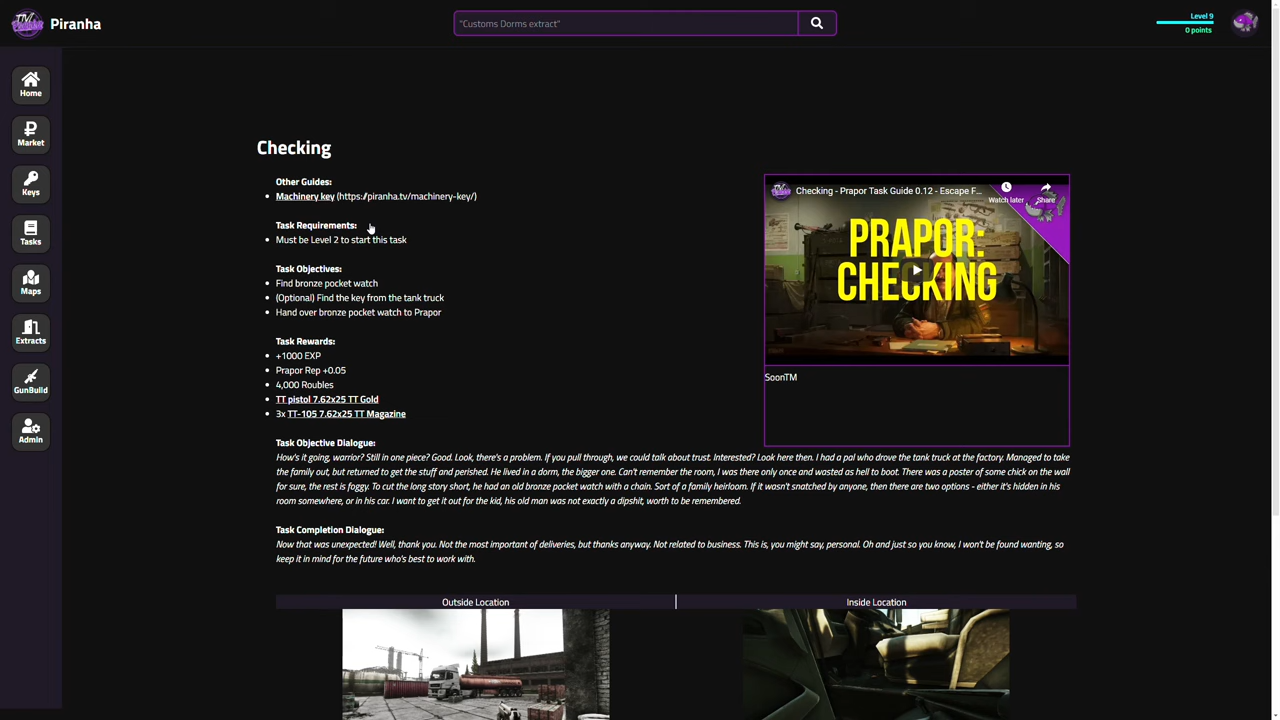 Piranha
"Customs Dorms extract"
Level 9
0 points
Home
Market
Keys
Tasks
Maps
Extracts
GunBuild
Admin
Checking
Other Guides:
Machinery key (https://piranha.tv/machinery-key/)
Task Requirements:
Must be Level 2 to start this task
Task Objectives:
Find bronze pocket watch
(Optional) Find the key from the tank truck
Hand over bronze pocket watch to Prapor
Task Rewards:
+1000 EXP
Prapor Rep +0.05
4,000 Roubles
TT pistol 7.62x25 TT Gold
3x TT-105 7.62x25 TT Magazine
Checking - Prapor Task Guide 0.12 - Escape F...
Watch later
Share
PRAPOR:
CHECKING
SoonTM
Task Objective Dialogue:
How's it going, warrior? Still in one piece? Good. Look, there's a problem. If you pull through, we could talk about trust. Interested? Look here then. I had a pal who drove the tank truck at the factory. Managed to
take the family out, but returned to get the stuff and perished. He lived in a dorm, the bigger one. Can't remember the room, I was there only once and wasted as hell to boot. There was a poster of some chick on the wall
for sure, the rest is foggy. To cut the long story short, he had an old bronze pocket watch with a chain. Sort of a family heirloom. If it wasn't snatched by anyone, then there are two options - either it's hidden in his
room somewhere, or in his car. I want to get it out for the kid, his old man was not exactly a dipshit, worth to be remembered.
Task Completion Dialogue:
Now that was unexpected! Well, thank you. Not the most important of deliveries, but thanks anyway. Not related to business. This is, you might say, personal. Oh and just so you know, I won't be found wanting, so
keep it in mind for the future who's best to work with.
Outside Location
Inside Location